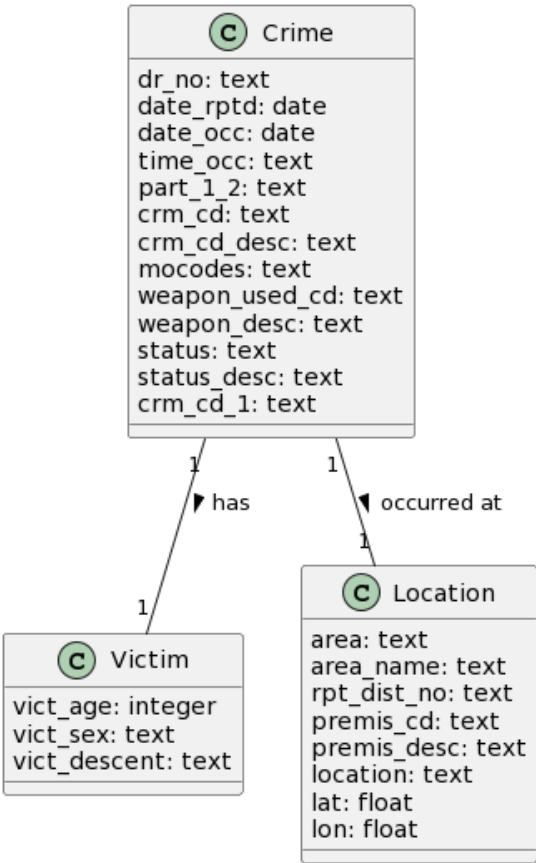 C Crime
dr_no: text
date_rptd: date
date_occ: date
time_occ: text
part_1_2: text
crm_cd: text
crm_cd_desc: text
mocodes: text
weapon_used_cd: text
weapon_desc: text
status: text
status_desc: text
crm_cd_1: text
1
1
has
occurred at
1
1
C Victim
vict_age: integer
vict_sex: text
vict_descent: text
C Location
area: text
area_name: text
rpt_dist_no: text
premis_cd: text
premis_desc: text
location: text
lat: float
lon: float